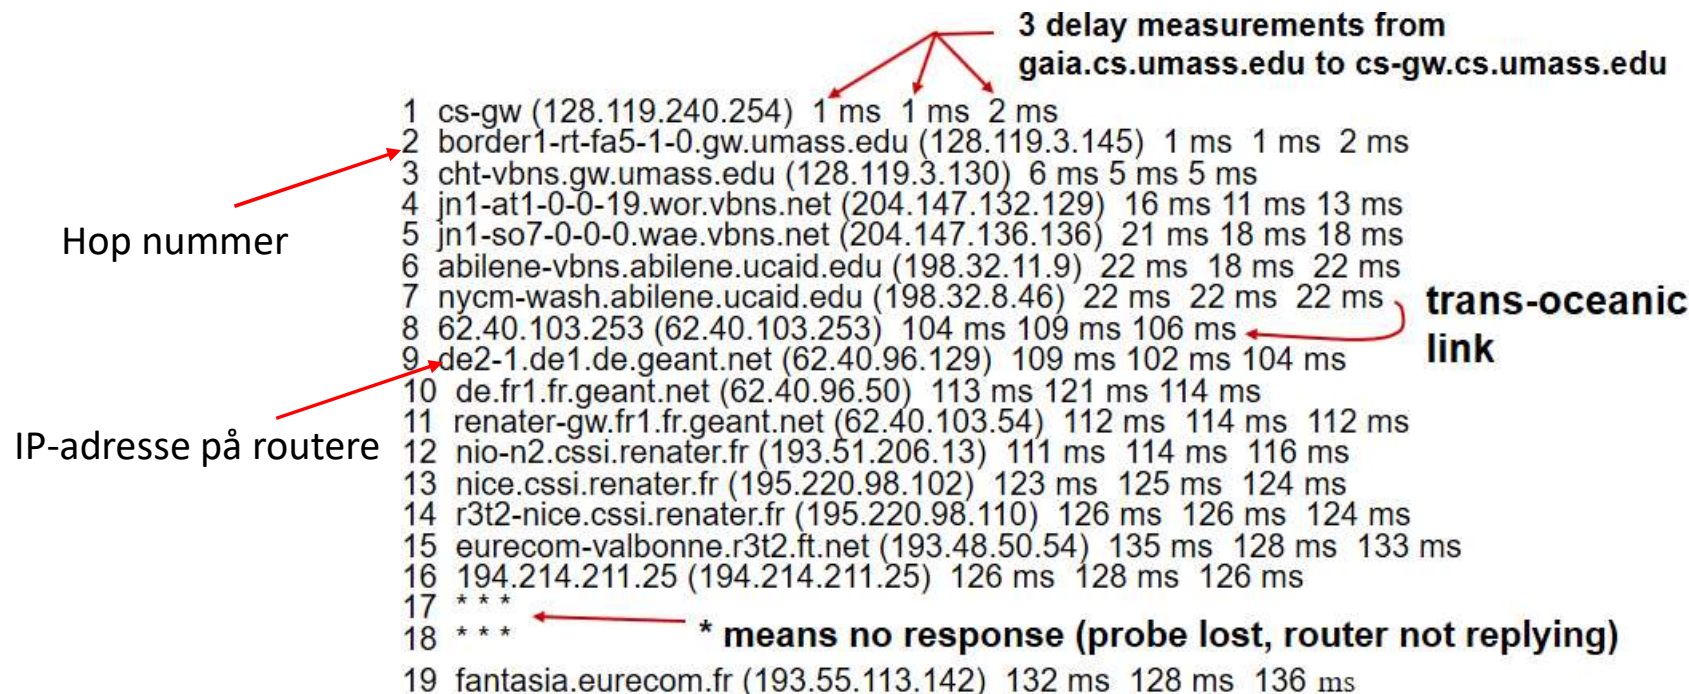 3 delay measurements from
gaia.cs.umass.edu to cs-gw.cs.umass.edu
1 cs-gw (128.119.240.254) 1 ms 1 ms 2 ms
2 border1-rt-fa5-1-0.gw.umass.edu (128.119.3.145) 1 ms 1 ms 2 ms
3 cht-vbns.gw.umass.edu (128.119.3.130) 6 ms 5 ms 5 ms
4 jn1-at1-0-0-19.wor.vbns.net (204.147.132.129) 16 ms 11 ms 13 ms
5 jn1-so7-0-0-0.wae.vbns.net (204.147.136.136) 21 ms 18 ms 18 ms
6 abilene-vbns.abilene.ucaid.edu (198.32.11.9) 22 ms 18 ms 22 ms
7 nycm-wash.abilene.ucaid.edu (198.32.8.46) 22 ms 22 ms 22 ms
8 62.40.103.253 (62.40.103.253) 104 ms 109 ms 106 ms
9 de2-1.de1.de.geant.net (62.40.96.129) 109 ms 102 ms 104 ms
10 de.fr1.fr.geant.net (62.40.96.50) 113 ms 121 ms 114 ms
11 renater-gw.fr1.fr.geant.net (62.40.103.54) 112 ms 114 ms 112 ms
12 nio-n2.cssi.renater.fr (193.51.206.13) 111 ms 114 ms 116 ms
13 nice.cssi.renater.fr (195.220.98.102) 123 ms 125 ms 124 ms
14 r3t2-nice.cssi.renater.fr (195.220.98.110) 126 ms 126 ms 124 ms
15 eurecom-valbonne.r3t2.ft.net (193.48.50.54) 135 ms 128 ms 133 ms
16 194.214.211.25 (194.214.211.25) 126 ms 128 ms 126 ms
17 * * *
18 * * *
* means no response (probe lost, router not replying)
19 fantasia.eurecom.fr (193.55.113.142) 132 ms 128 ms 136 ms
Hop nummer
IP-adresse på routere
trans-oceanic
link